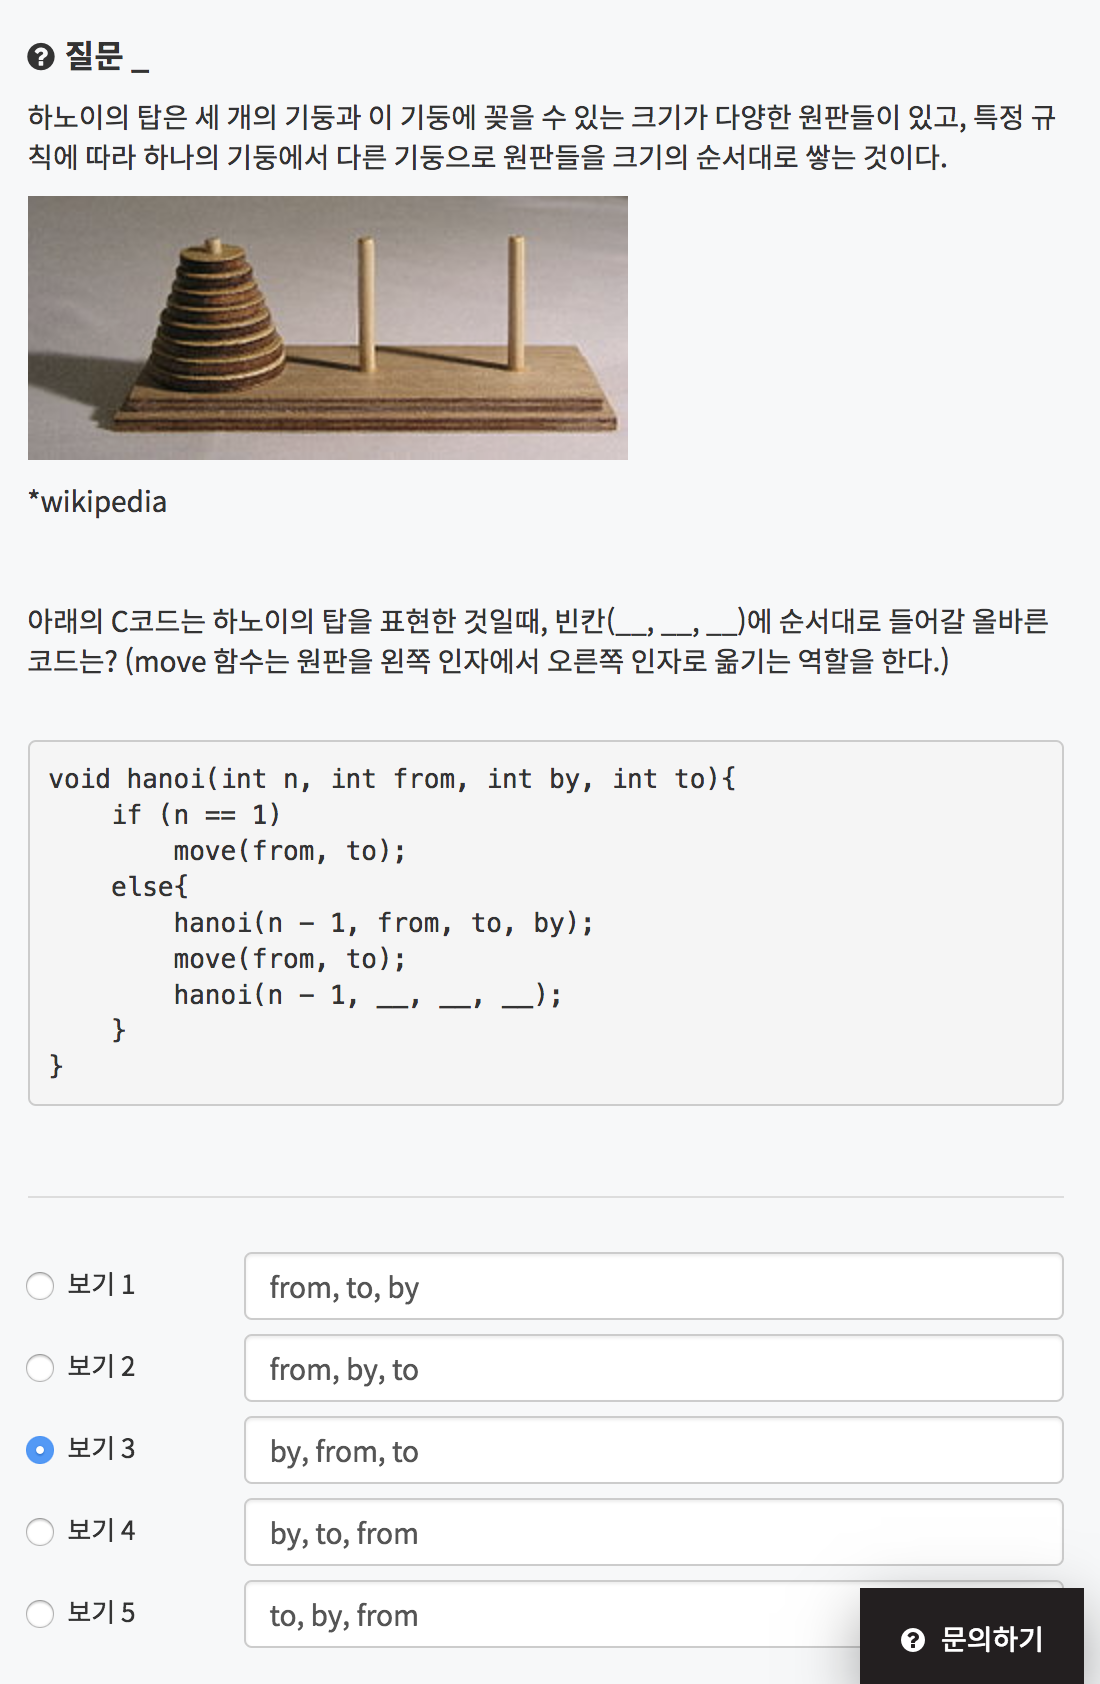 질문 _
하노이의 탑은 세 개의 기둥과 이 기둥에 꽂을 수 있는 크기가 다양한 원판들이 있고, 특정 규
칙에 따라 하나의 기둥에서 다른 기둥으로 원판들을 크기의 순서대로 쌓는 것이다.
*wikipedia
아래의 C코드는 하노이의 탑을 표현한 것일때, 빈칸(__, __, __)에 순서대로 들어갈 올바른
코드는? (move 함수는 원판을 왼쪽 인자에서 오른쪽 인자로 옮기는 역할을 한다.)
void hanoi(int n, int from, int by, int to){
    if (n == 1)
        move(from, to);
    else{
        hanoi(n - 1, from, to, by);
        move(from, to);
        hanoi(n - 1, __, __, __);
    }
}
보기 1 from, to, by
보기 2 from, by, to
보기 3 by, from, to
보기 4 by, to, from
보기 5 to, by, from
문의하기